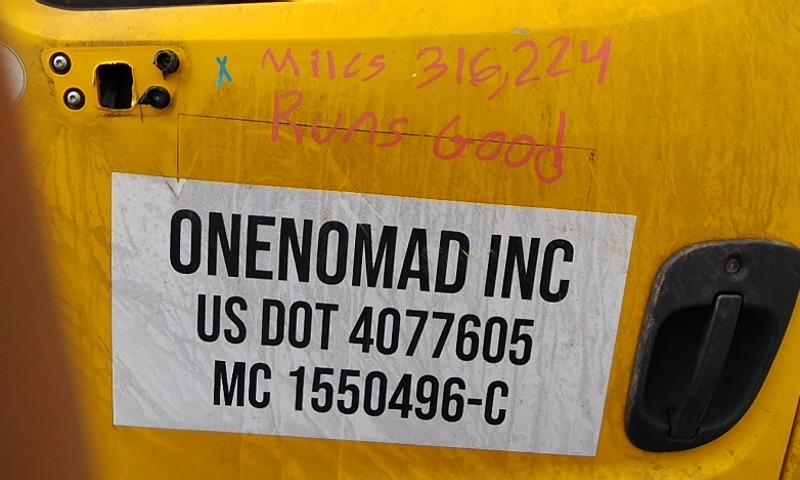 x Miles 316,224
Runs Good
ONENOMAD INC
US DOT 4077605
MC 1550496-C